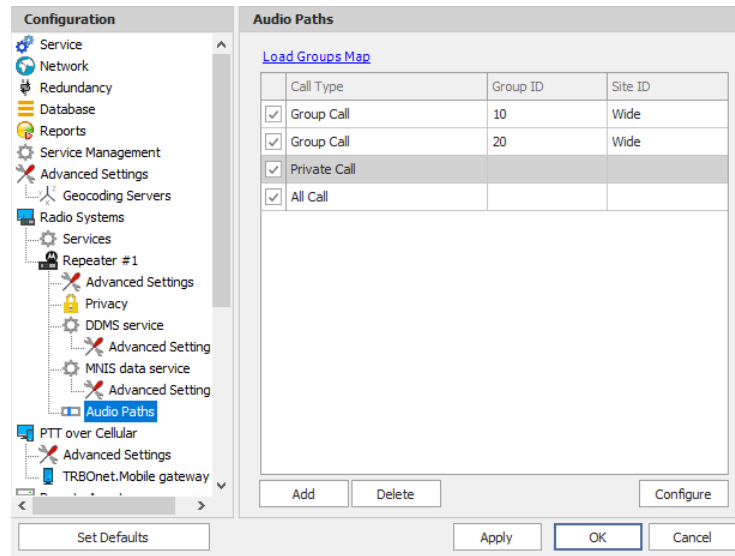 Configuration
Service
Network
Redundancy
Database
Reports
Service Management
Advanced Settings
Geocoding Servers
Radio Systems
Services
Repeater #1
Advanced Settings
Privacy
DDMS service
Advanced Setting
MNIS data service
Advanced Setting
Audio Paths
PTT over Cellular
Advanced Settings
TRBOnet.Mobile gateway
Set Defaults
Audio Paths
Load Groups Map
Call Type Group ID Site ID
Group Call 10 Wide
Group Call 20 Wide
Private Call
All Call
Add Delete Configure
Apply OK Cancel